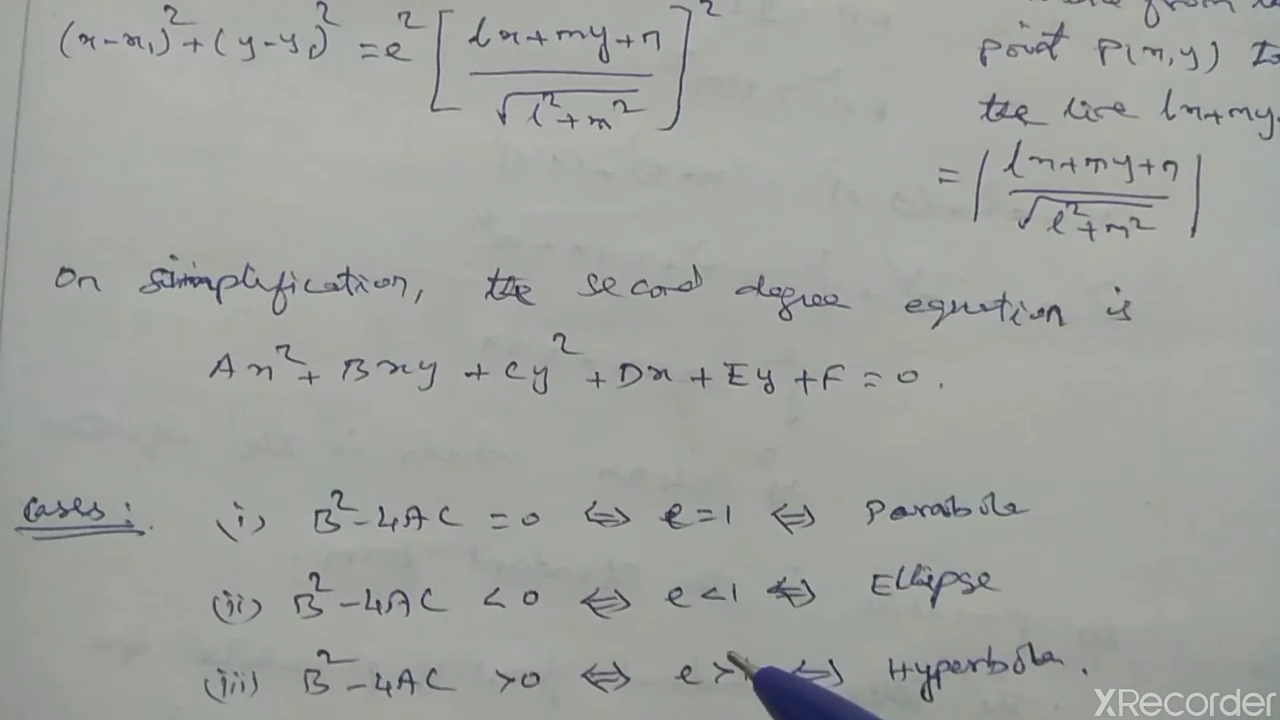 (x-x₁)² + (y-y₁)² = e² [ lx+my+n / √l²+m² ]²
point P(x,y) to
the line lx+my
= | lx+my+n / √l²+m² |
On simplification, the second degree equation is
Ax² + Bxy + Cy² + Dx + Ey + F = 0.
Cases:
(i) B²-4AC = 0 ⇔ e=1 ⇔ Parabola
(ii) B²-4AC < 0 ⇔ e<1 ⇔ Ellipse
(iii) B²-4AC > 0 ⇔ e > ⇔ Hyperbola.
XRecorder